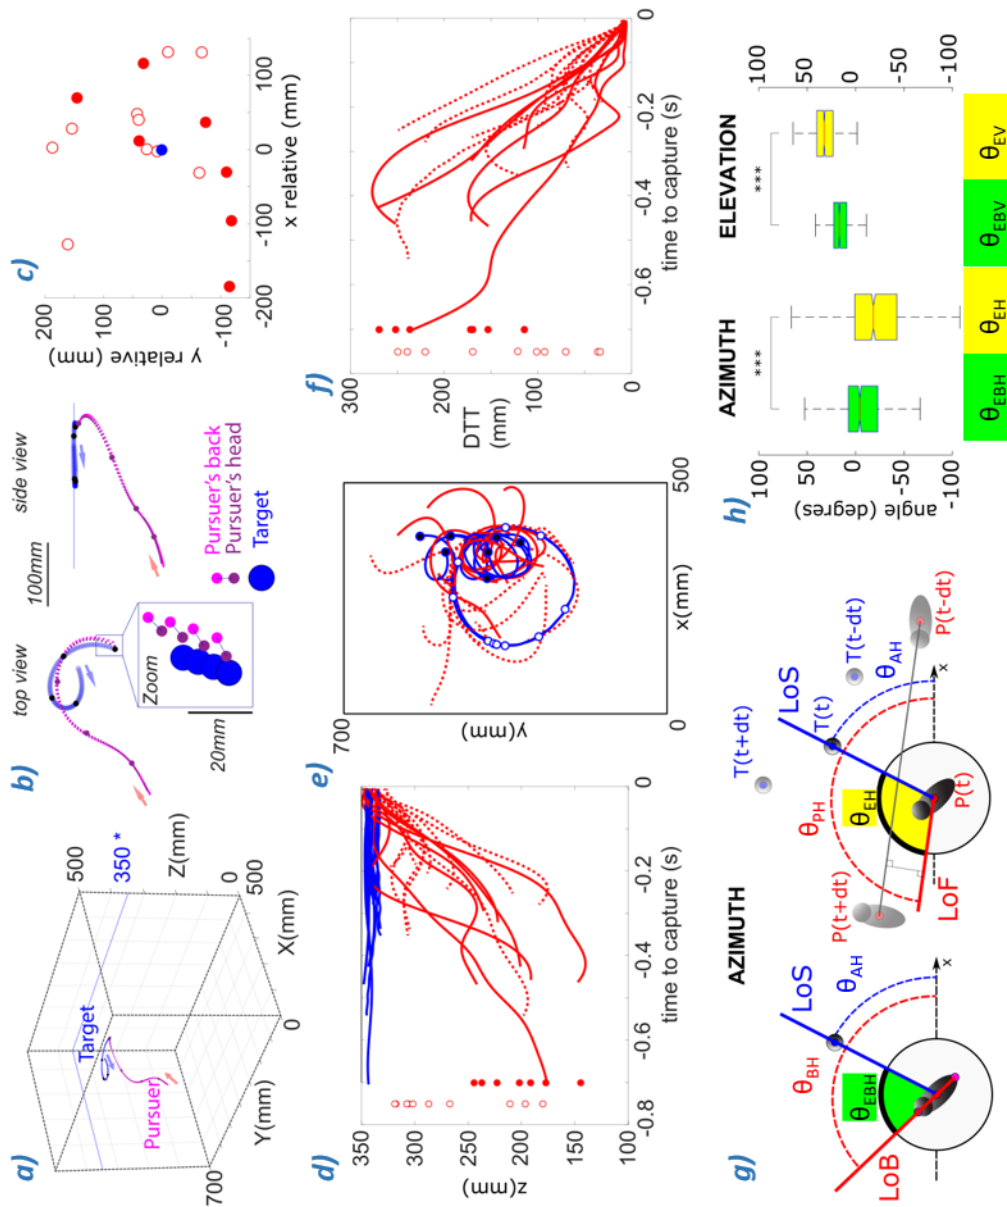 a)
500
350 *
Z(mm)
0
500
X(mm)
0
Y(mm)
700
Target
Pursuer
b)
top view
side view
100mm
Zoom
20mm
Pursuer's back
Pursuer's head
Target
c)
200
100
0
-100
y relative (mm)
-200
-100
0
100
x relative (mm)
d)
350
300
250
200
150
100
z(mm)
-0.8
-0.6
-0.4
-0.2
0
time to capture (s)
e)
700
y(mm)
0
500
x(mm)
f)
300
200
100
0
DTT
(mm)
-0.6
-0.4
-0.2
0
time to capture (s)
g)
AZIMUTH
LoB
θBH
θEBH
LoS
θAH
x
P(t+dt)
LoF
θPH
θEH
P(t)
T(t+dt)
LoS
T(t)
T(t-dt)
θAH
P(t-dt)
x
h)
AZIMUTH
ELEVATION
***
***
100
50
0
-50
-100
angle (degrees)
100
50
0
-50
-100
θEBH
θEH
θEBV
θEV